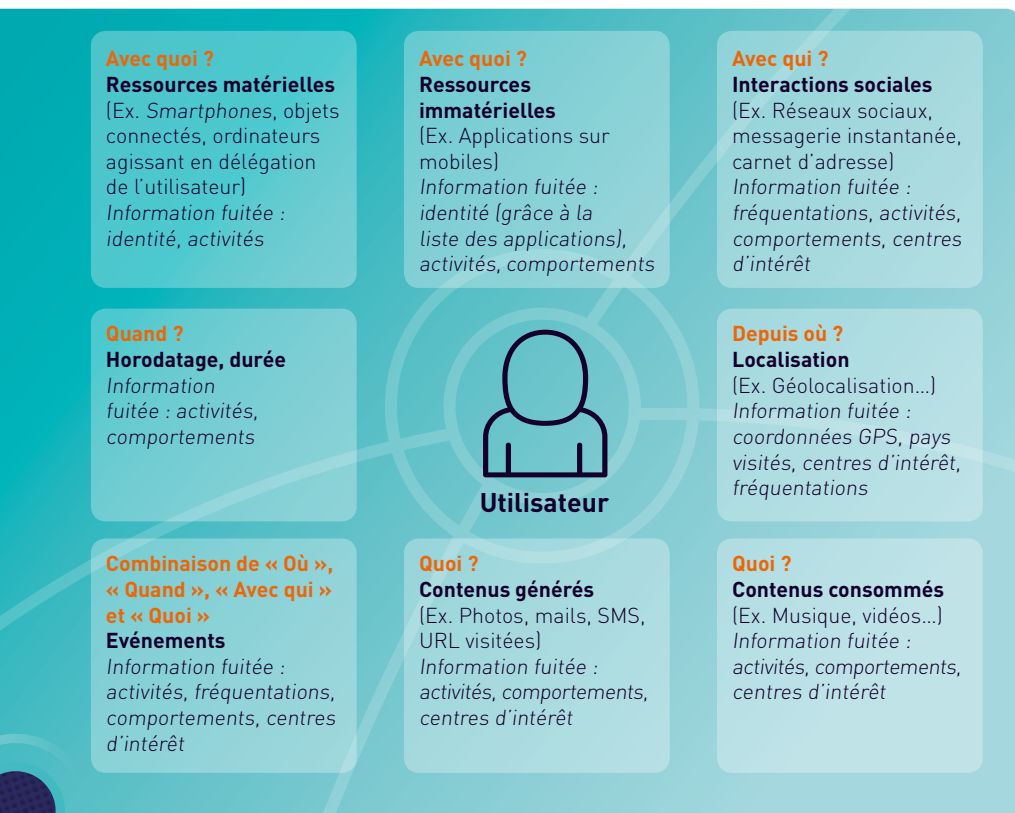 Avec quoi ?
Ressources matérielles
(Ex. Smartphones, objets
connectés, ordinateurs
agissant en délégation
de l'utilisateur)
Information fuitée :
identité, activités
Avec quoi ?
Ressources
immatérielles
(Ex. Applications sur
mobiles)
Information fuitée :
identité (grâce à la
liste des applications),
activités, comportements
Avec qui ?
Interactions sociales
(Ex. Réseaux sociaux,
messagerie instantanée,
carnet d'adresse)
Information fuitée :
fréquentations, activités,
comportements, centres
d'intérêt
Quand ?
Horodatage, durée
Information
fuitée : activités,
comportements
Utilisateur
Depuis où ?
Localisation
(Ex. Géolocalisation…)
Information fuitée :
coordonnées GPS, pays
visités, centres d'intérêt,
fréquentations
Combinaison de « Où »,
« Quand », « Avec qui »
et « Quoi »
Evénements
Information fuitée :
activités, fréquentations,
comportements, centres
d'intérêt
Quoi ?
Contenus générés
(Ex. Photos, mails, SMS,
URL visitées)
Information fuitée :
activités, comportements,
centres d'intérêt
Quoi ?
Contenus consommés
(Ex. Musique, vidéos…)
Information fuitée :
activités, comportements,
centres d'intérêt